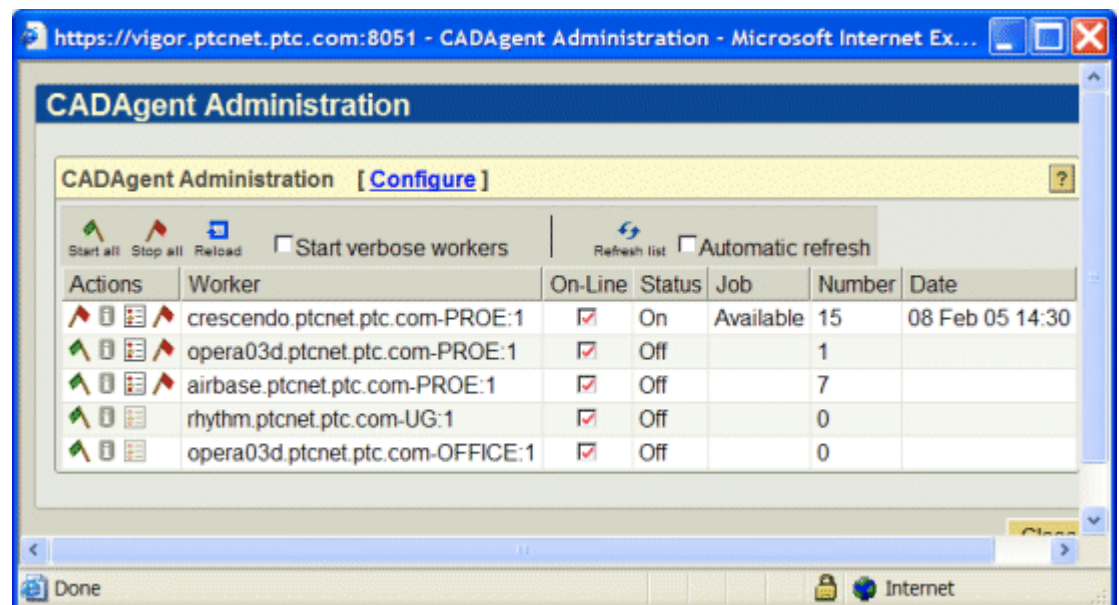 https://vigor.ptcnet.ptc.com:8051 - CADAgent Administration - Microsoft Internet Ex...
CADAgent Administration
CADAgent Administration [ Configure ] ?
Start all Stop all Reload Start verbose workers Refresh list Automatic refresh
Actions Worker On-Line Status Job Number Date
crescendo.ptcnet.ptc.com-PROE:1 On Available 15 08 Feb 05 14:30
opera03d.ptcnet.ptc.com-PROE:1 Off 1
airbase.ptcnet.ptc.com-PROE:1 Off 7
rhythm.ptcnet.ptc.com-UG:1 Off 0
opera03d.ptcnet.ptc.com-OFFICE:1 Off 0
Close
Done Internet